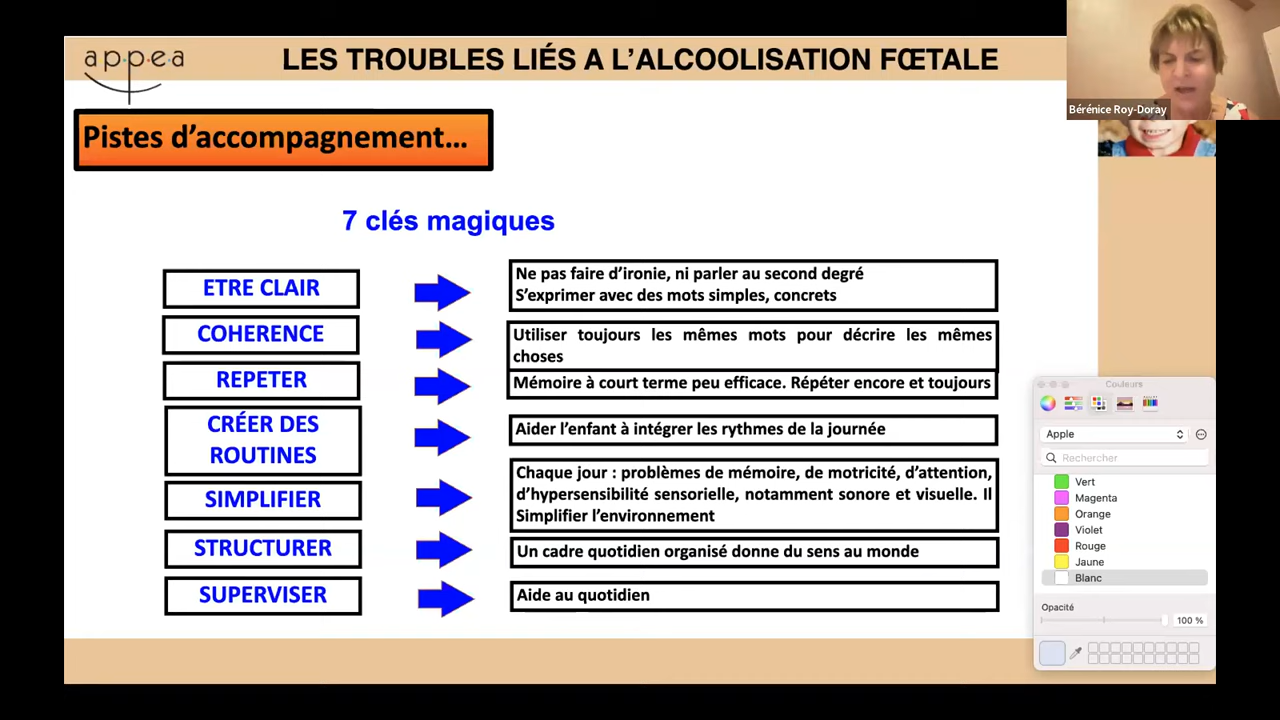 appea
LES TROUBLES LIÉS A L’ALCOOLISATION FŒTALE
Bérénice Roy-Doray
Pistes d’accompagnement…
7 clés magiques
ETRE CLAIR
Ne pas faire d’ironie, ni parler au second degré
S’exprimer avec des mots simples, concrets
COHERENCE
Utiliser toujours les mêmes mots pour décrire les mêmes
choses
REPETER
Mémoire à court terme peu efficace. Répéter encore et toujours
CRÉER DES
ROUTINES
Aider l’enfant à intégrer les rythmes de la journée
SIMPLIFIER
Chaque jour : problèmes de mémoire, de motricité, d’attention,
d’hypersensibilité sensorielle, notamment sonore et visuelle. Il
Simplifier l’environnement
STRUCTURER
Un cadre quotidien organisé donne du sens au monde
SUPERVISER
Aide au quotidien
Couleurs
Apple
Rechercher
Vert
Magenta
Orange
Violet
Rouge
Jaune
Blanc
Opacité
100 %